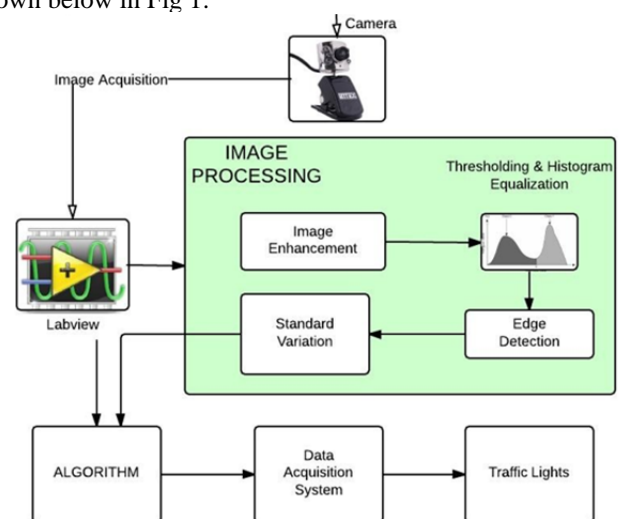 own below in Fig 1.
Camera
Image Acquisition
IMAGE
PROCESSING
Thresholding & Histogram
Equalization
Image
Enhancement
Labview
Standard
Variation
Edge
Detection
ALGORITHM
Data
Acquisition
System
Traffic Lights